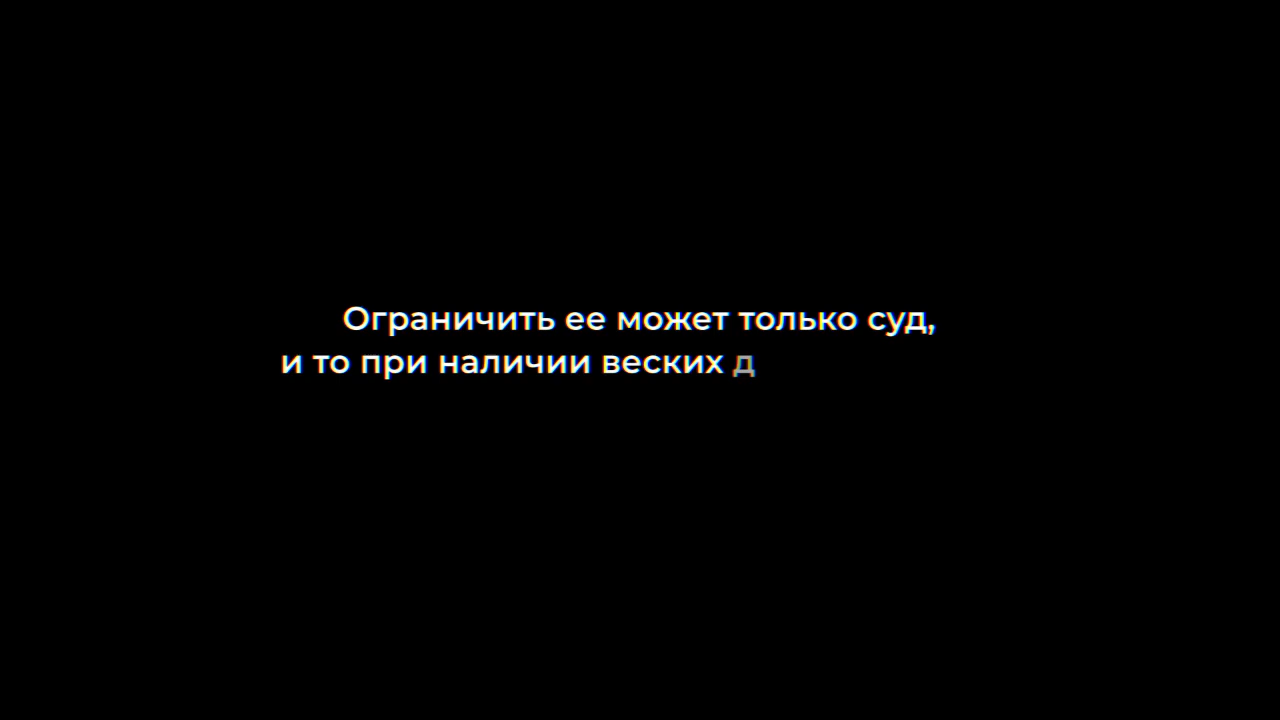 Ограничить ее может только суд,
и то при наличии веских д